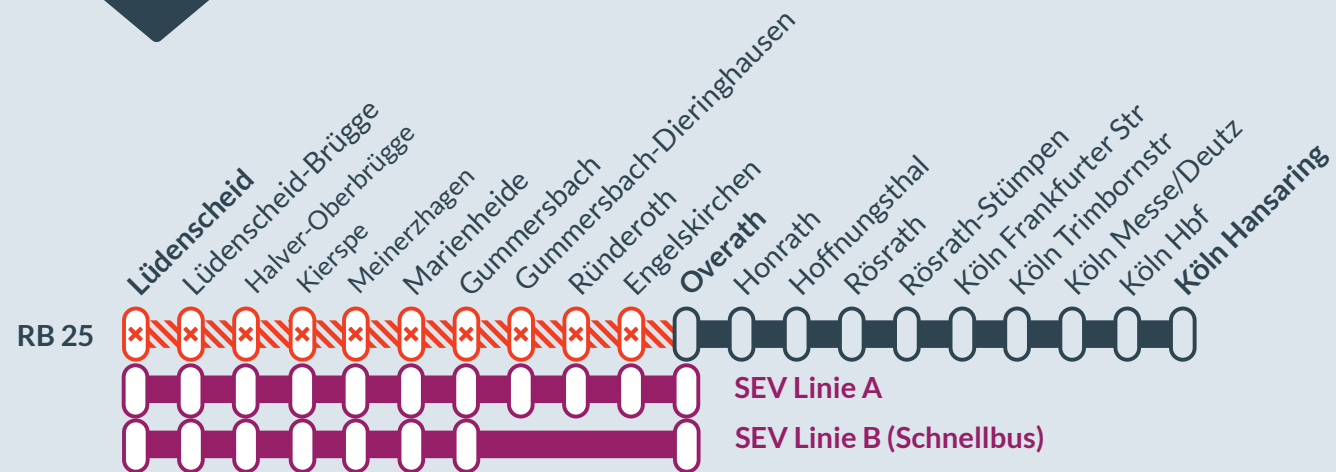 Lüdenscheid
Lüdenscheid-Brügge
Halver-Oberbrügge
Kierspe
Meinerzhagen
Marienheide
Gummersbach
Gummersbach-Dieringhausen
Ründeroth
Engelskirchen
Overath
Honrath
Hoffnungsthal
Rösrath
Rösrath-Stümpen
Köln Frankfurter Str
Köln Trimbornstr
Köln Messe/Deutz
Köln Hbf
Köln Hansaring
RB 25
SEV Linie A
SEV Linie B (Schnellbus)